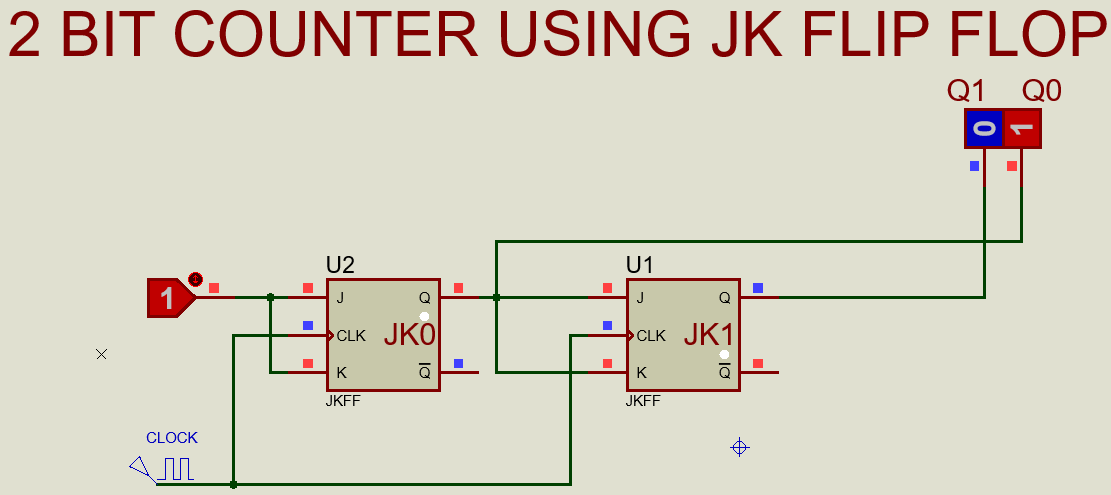 2 BIT COUNTER USING JK FLIP FLOP
Q1 Q0
0 1
U2 U1
1
J Q J Q
CLK JK0 CLK JK1
K Q̅ K Q̅
JKFF JKFF
CLOCK